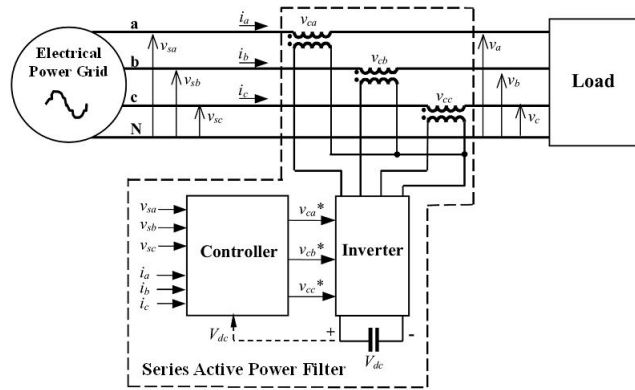 a
i_a
v_ca
Electrical
Power Grid
v_sa
b
i_b
v_cb
v_a
Load
v_sb
v_b
c
i_c
v_cc
v_sc
v_c
N
v_sa
v_sb
v_sc
i_a
i_b
i_c
Controller
v_ca*
v_cb*
v_cc*
Inverter
V_dc
+
-
V_dc
Series Active Power Filter